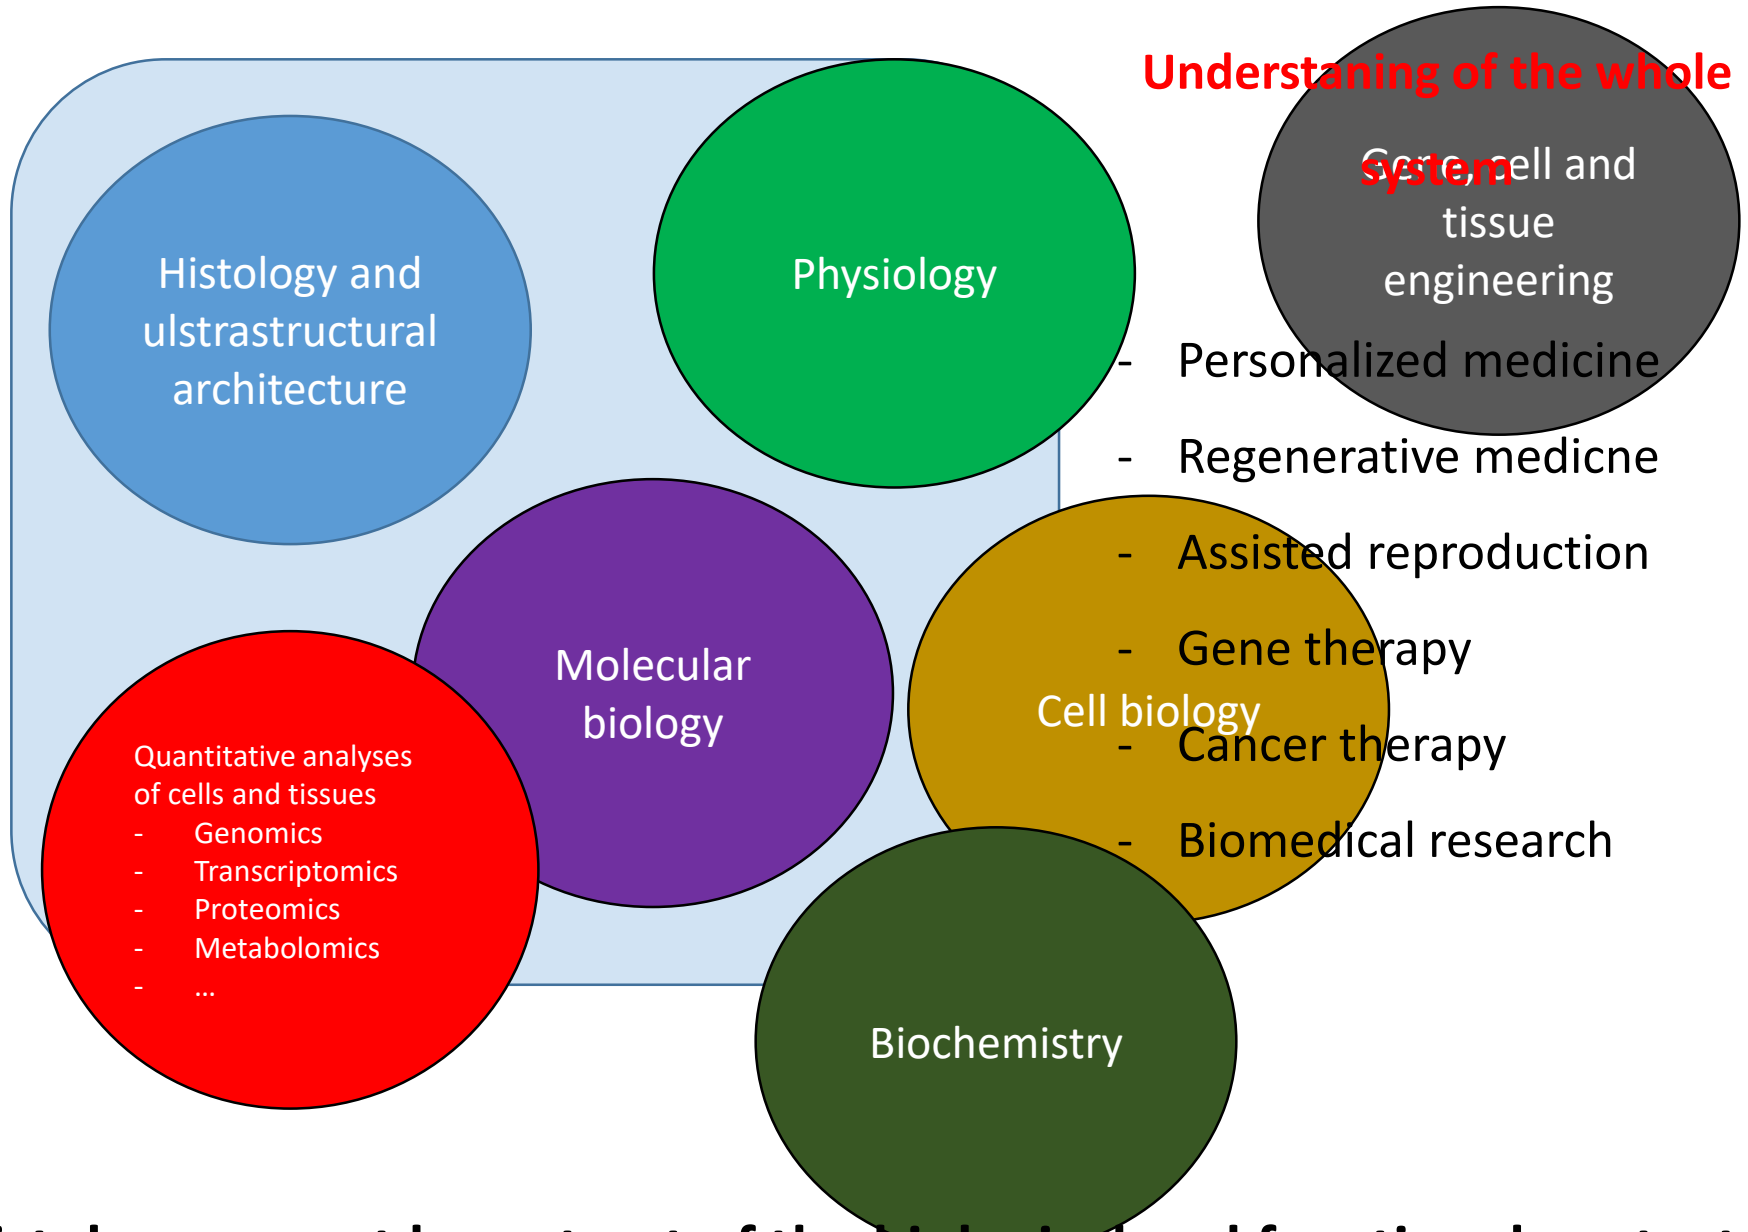 Understaning of the whole
system
Gene, cell and
tissue
engineering
Histology and
ulstrastructural
architecture
Physiology
- Personalized medicine
- Regenerative medicne
- Assisted reproduction
- Gene therapy
- Cancer therapy
- Biomedical research
Molecular
biology
Cell biology
Quantitative analyses
of cells and tissues
- Genomics
- Transcriptomics
- Proteomics
- Metabolomics
- …
Biochemistry